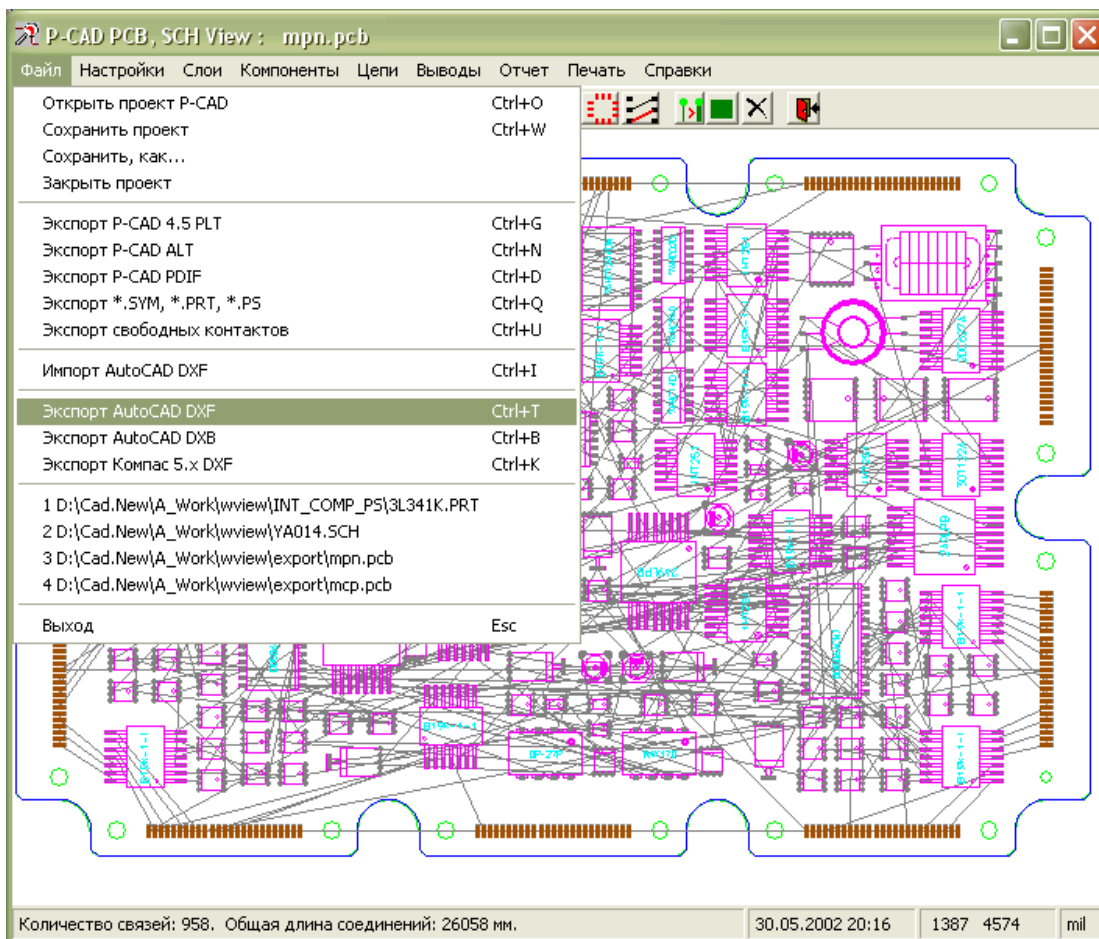 P-CAD PCB, SCH View :   mpn.pcb
Файл Настройки Слои Компоненты Цепи Выводы Отчет Печать Справки
Открыть проект P-CAD Ctrl+O
Сохранить проект Ctrl+W
Сохранить, как...
Закрыть проект
Экспорт P-CAD 4.5 PLT Ctrl+G
Экспорт P-CAD ALT Ctrl+N
Экспорт P-CAD PDIF Ctrl+D
Экспорт *.SYM, *.PRT, *.PS Ctrl+Q
Экспорт свободных контактов Ctrl+U
Импорт AutoCAD DXF Ctrl+I
Экспорт AutoCAD DXF Ctrl+T
Экспорт AutoCAD DXB Ctrl+B
Экспорт Компас 5.x DXF Ctrl+K
1 D:\Cad.New\A_Work\wview\INT_COMP_PS\3L341K.PRT
2 D:\Cad.New\A_Work\wview\YA014.SCH
3 D:\Cad.New\A_Work\wview\export\mpn.pcb
4 D:\Cad.New\A_Work\wview\export\mcp.pcb
Выход Esc
Количество связей: 958. Общая длина соединений: 26058 мм. 30.05.2002 20:16 1387 4574 mil